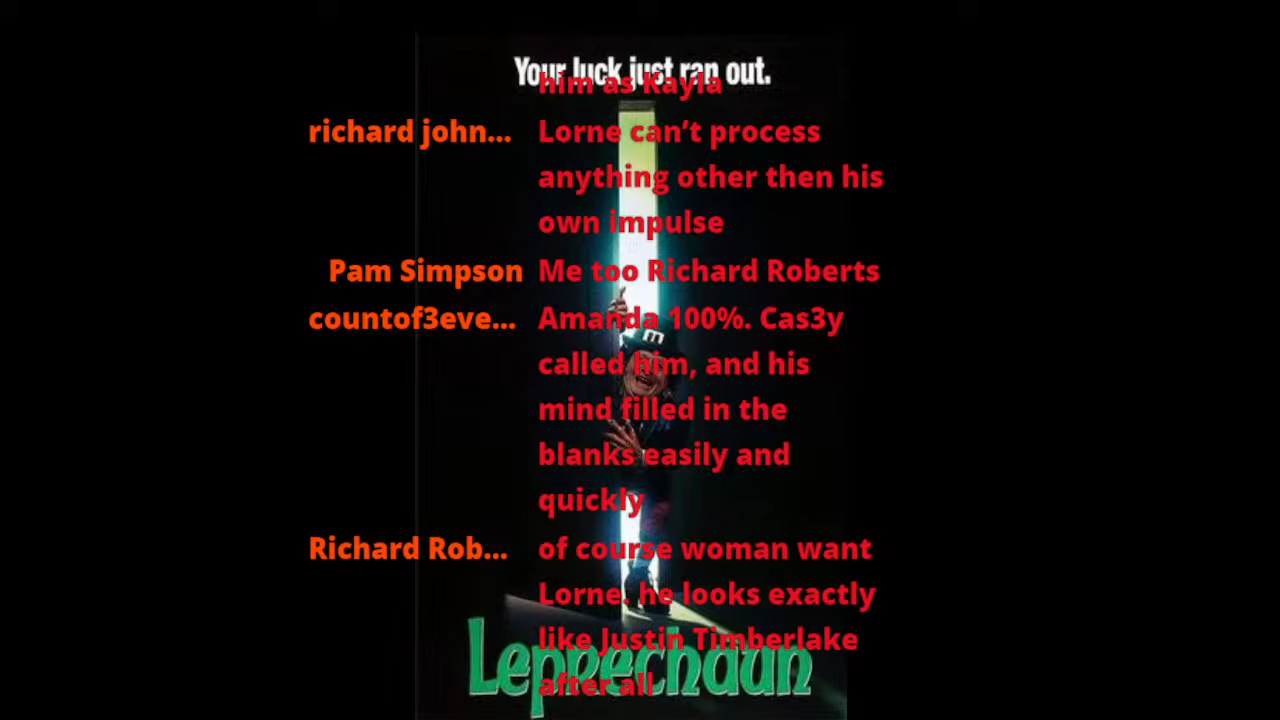 Your luck just ran out.
him as Kayla
richard john... Lorne can’t process
anything other then his
own impulse
Pam Simpson Me too Richard Roberts
countof3eve... Amanda 100%. Cas3y
called him, and his
mind filled in the
blanks easily and
quickly
Richard Rob... of course woman want
Lorne. he looks exactly
like Justin Timberlake
after all
Leprechaun